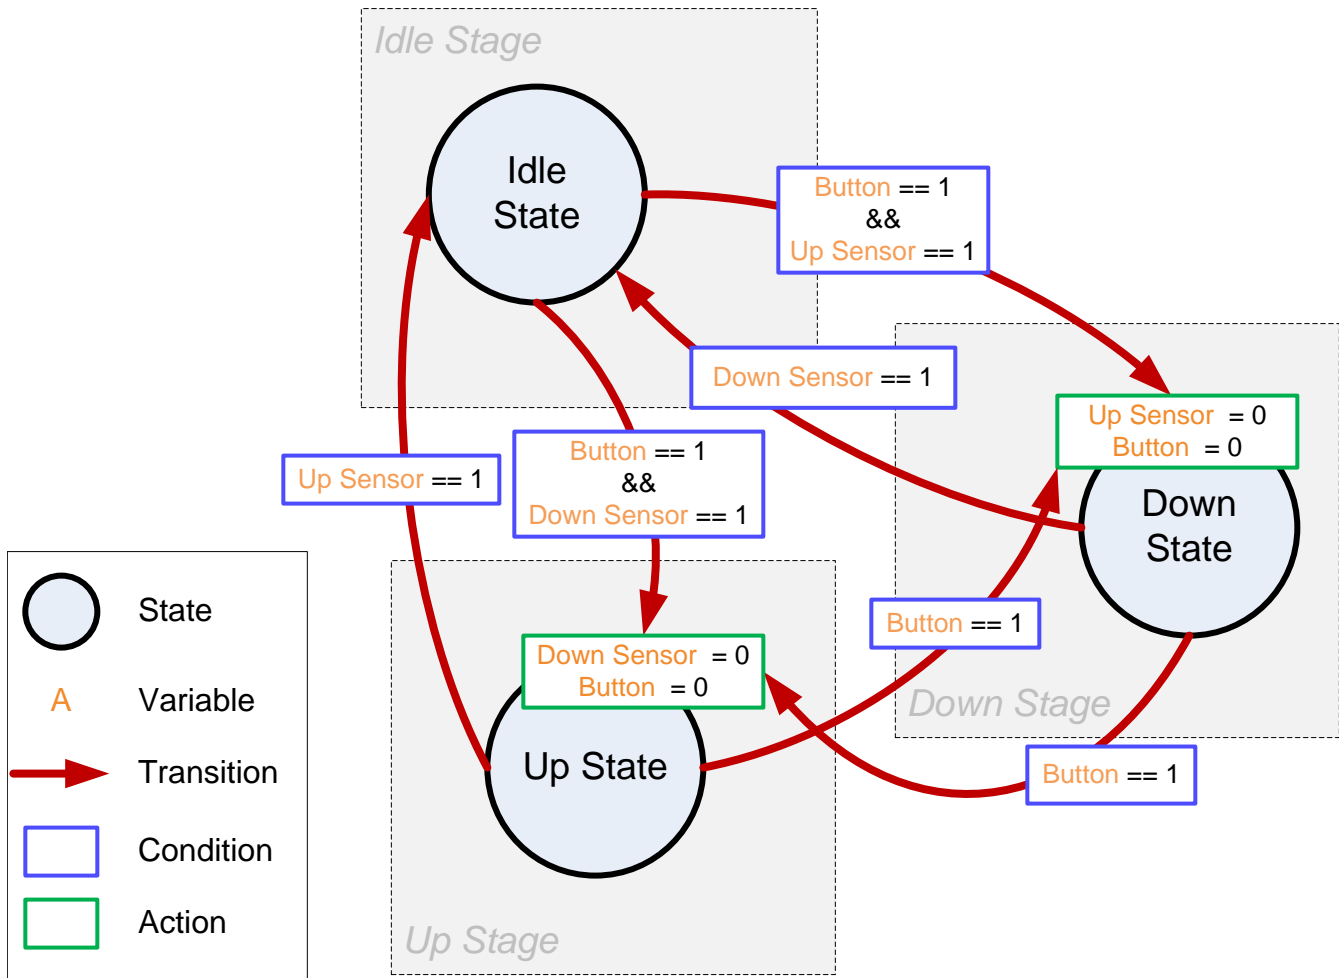 Idle Stage
Idle
State
Button == 1
&&
Up Sensor == 1
Down Sensor == 1
Up Sensor = 0
Button = 0
Down
State
Down Stage
Button == 1
&&
Down Sensor == 1
Up Sensor == 1
Button == 1
Button == 1
Down Sensor = 0
Button = 0
Up State
Up Stage
State
A Variable
Transition
Condition
Action